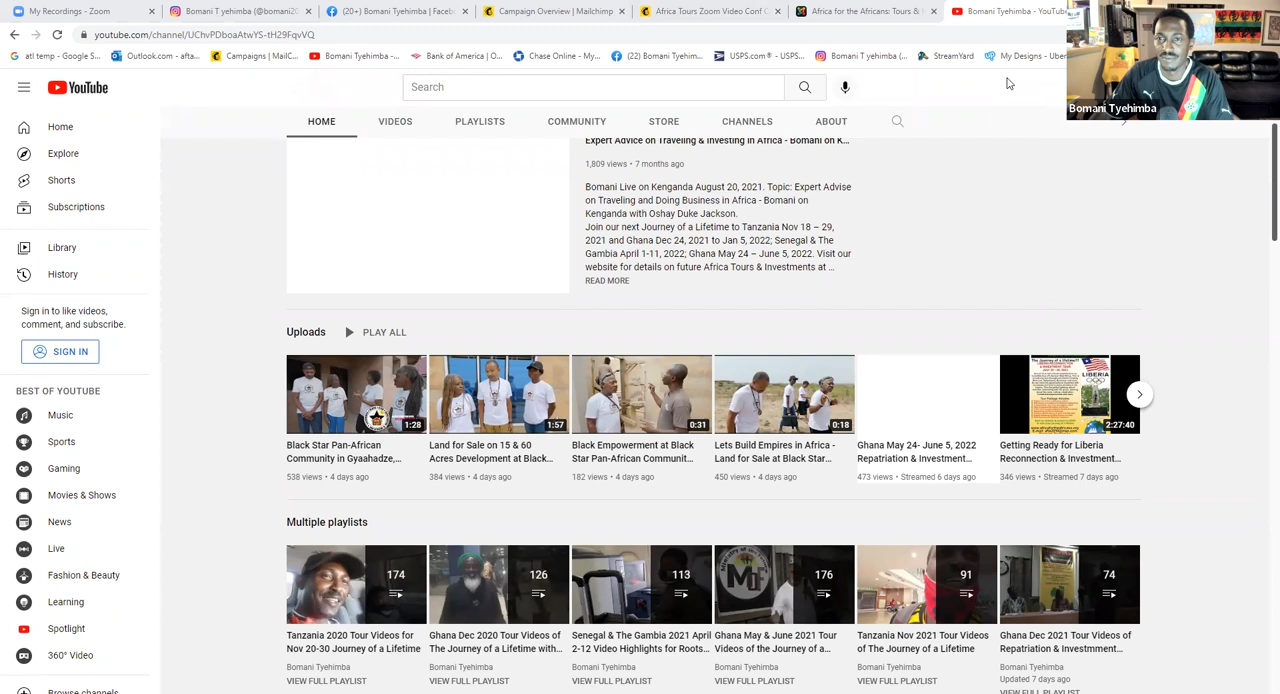 My Recordings - Zoom
Bomani T yehimba (@bomani20
(20+) Bomani Tyehimba | Faceb
Campaign Overview | Mailchimp
Africa Tours Zoom Video Conf C
Africa for the Africans: Tours &
Bomani Tyehimba - YouTube
youtube.com/channel/UChvPDboaAtwYS-tH29FqvVQ
atl temp - Google S...
Outlook.com - afta...
Campaigns | MailC...
Bomani Tyehimba -...
Bank of America | O...
Chase Online - My...
(22) Bomani Tyehim...
USPS.com® - USPS...
Bomani T yehimba (...
StreamYard
My Designs - Uber
Bomani Tyehimba
YouTube
Search
HOME
VIDEOS
PLAYLISTS
COMMUNITY
STORE
CHANNELS
ABOUT
Home
Explore
Shorts
Subscriptions
Library
History
Sign in to like videos,
comment, and subscribe.
SIGN IN
BEST OF YOUTUBE
Music
Sports
Gaming
Movies & Shows
News
Live
Fashion & Beauty
Learning
Spotlight
360° Video
Browse channels
Expert Advice on Traveling & Investing in Africa - Bomani on K...
1,809 views • 7 months ago
Bomani Live on Kenganda August 20, 2021. Topic: Expert Advise
on Traveling and Doing Business in Africa - Bomani on
Kenganda with Oshay Duke Jackson.
Join our next Journey of a Lifetime to Tanzania Nov 18 – 29,
2021 and Ghana Dec 24, 2021 to Jan 5, 2022; Senegal & The
Gambia April 1-11, 2022; Ghana May 24 – June 5, 2022. Visit our
website for details on future Africa Tours & Investments at ...
READ MORE
Uploads
PLAY ALL
1:28
Black Star Pan-African
Community in Gyaahadze,...
538 views • 4 days ago
1:57
Land for Sale on 15 & 60
Acres Development at Black...
384 views • 4 days ago
0:31
Black Empowerment at Black
Star Pan-African Communit...
182 views • 4 days ago
0:18
Lets Build Empires in Africa -
Land for Sale at Black Star...
450 views • 4 days ago
Ghana May 24- June 5, 2022
Repatriation & Investment...
473 views • Streamed 6 days ago
LIBERIA
2:27:40
Getting Ready for Liberia
Reconnection & Investment...
346 views • Streamed 7 days ago
Multiple playlists
174
Tanzania 2020 Tour Videos for
Nov 20-30 Journey of a Lifetime
Bomani Tyehimba
VIEW FULL PLAYLIST
126
Ghana Dec 2020 Tour Videos of
The Journey of a Lifetime with...
Bomani Tyehimba
VIEW FULL PLAYLIST
113
Senegal & The Gambia 2021 April
2-12 Video Highlights for Roots...
Bomani Tyehimba
VIEW FULL PLAYLIST
176
Ghana May & June 2021 Tour
Videos of the Journey of a...
Bomani Tyehimba
VIEW FULL PLAYLIST
91
Tanzania Nov 2021 Tour Videos
of The Journey of a Lifetime
Bomani Tyehimba
VIEW FULL PLAYLIST
74
Ghana Dec 2021 Tour Videos of
Repatriation & Investmment...
Bomani Tyehimba
Updated 7 days ago
VIEW FULL PLAYLIST